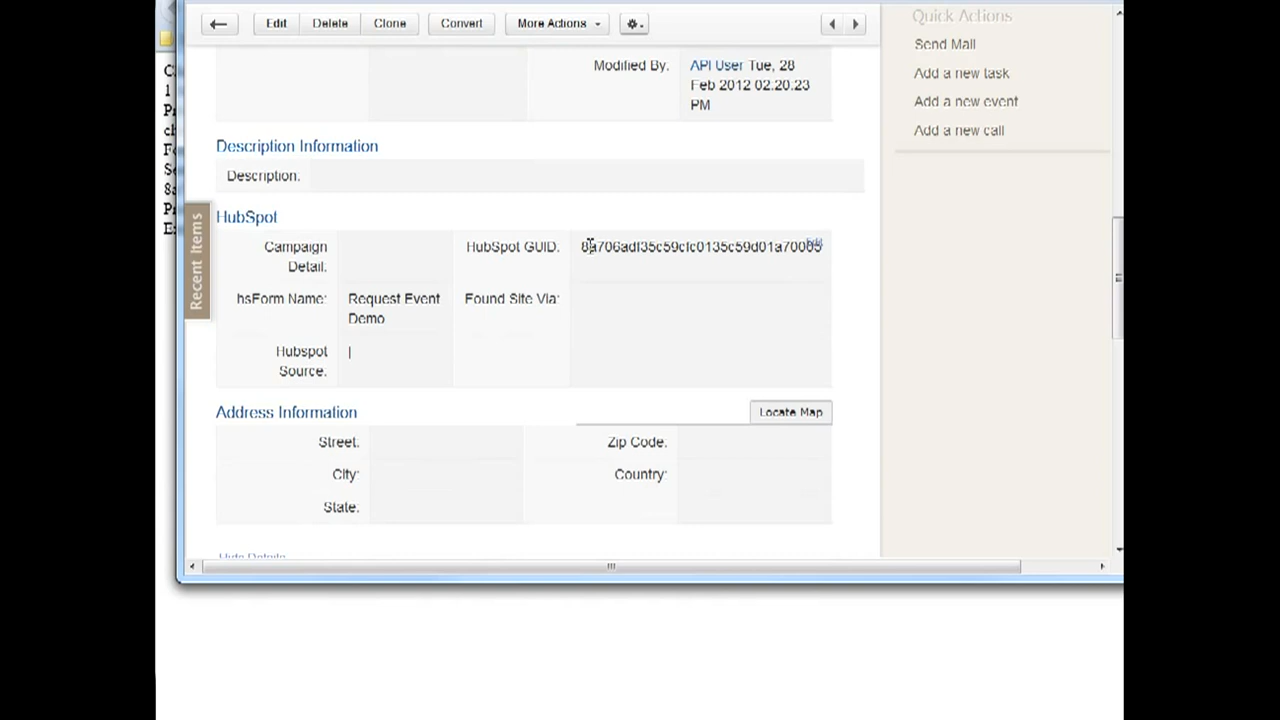 Edit Delete Clone Convert More Actions
Quick Actions
Send Mail
Add a new task
Add a new event
Add a new call
Modified By: API User Tue, 28
Feb 2012 02:20:23
PM
Description Information
Description:
HubSpot
Campaign
Detail:
HubSpot GUID: Edit
hsForm Name: Request Event
Demo
Found Site Via:
Hubspot
Source:
Recent Items
Address Information Locate Map
Street: Zip Code:
City: Country:
State:
Hide Details